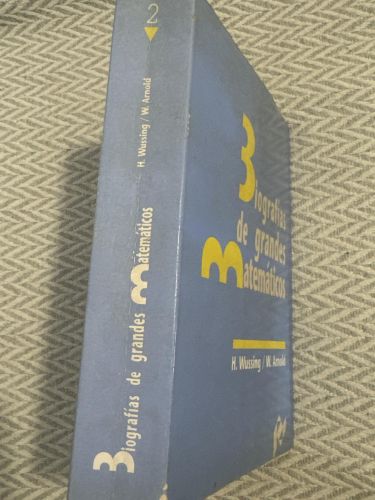 2
H. Wussing / W. Arnold
Biografías de grandes
Matemáticos
Biografías
de grandes
Matemáticos
H. Wussing / W. Arnold